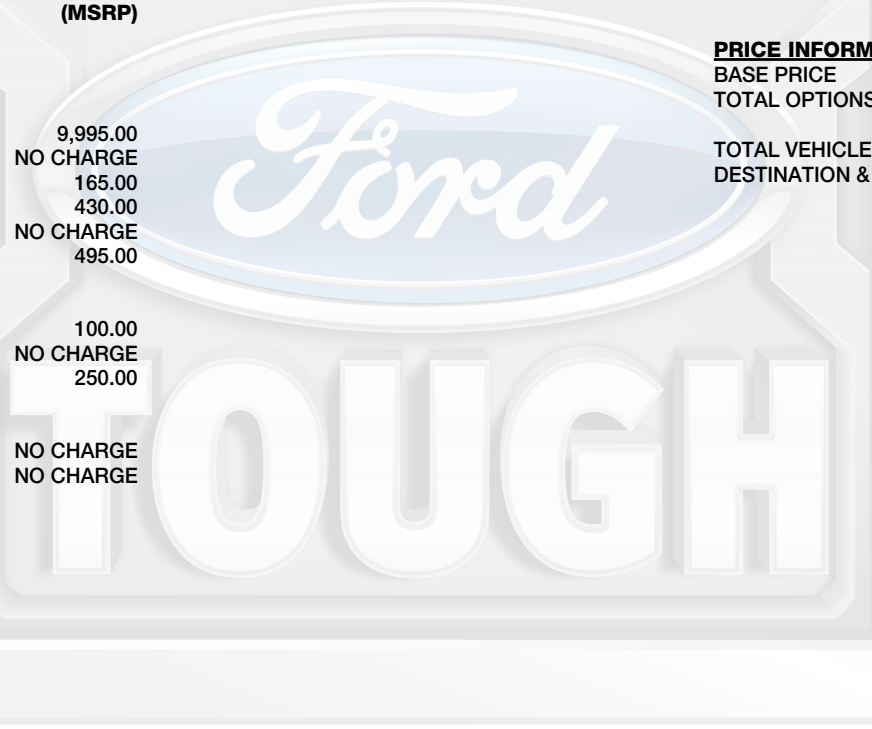 (MSRP)
9,995.00
NO CHARGE
165.00
430.00
NO CHARGE
495.00
100.00
NO CHARGE
250.00
NO CHARGE
NO CHARGE
PRICE INFORM
BASE PRICE
TOTAL OPTIONS
TOTAL VEHICLE
DESTINATION &
Ford
TOUGH